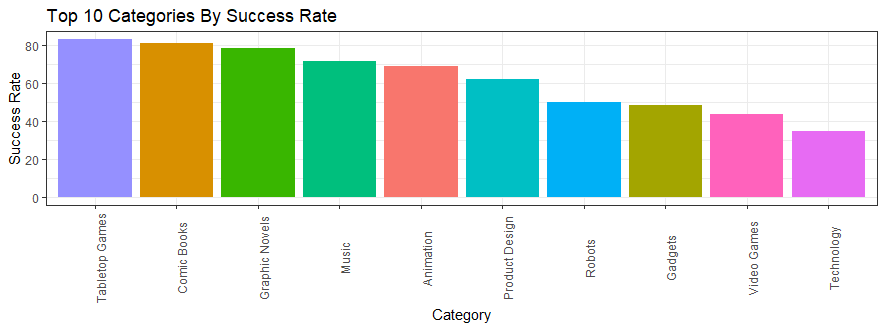 Top 10 Categories By Success Rate
Success Rate
80
60
40
20
0
Tabletop Games
Comic Books
Graphic Novels
Music
Animation
Product Design
Robots
Gadgets
Video Games
Technology
Category